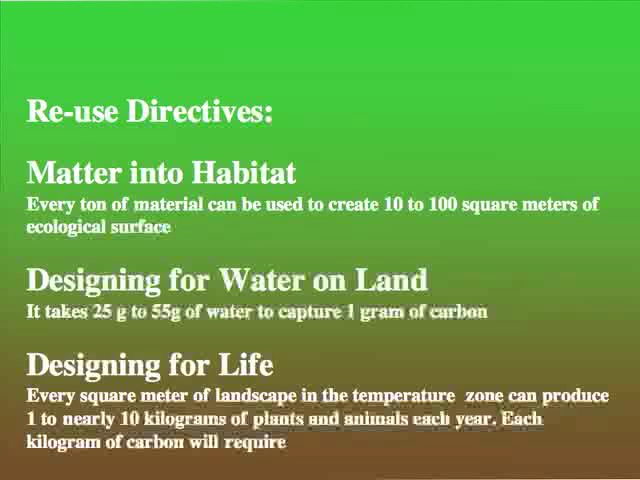 Re-use Directives:
Matter into Habitat
Every ton of material can be used to create 10 to 100 square meters of
ecological surface
Designing for Water on Land
It takes 25 g to 55g of water to capture 1 gram of carbon
Designing for Life
Every square meter of landscape in the temperature zone can produce
1 to nearly 10 kilograms of plants and animals each year. Each
kilogram of carbon will require